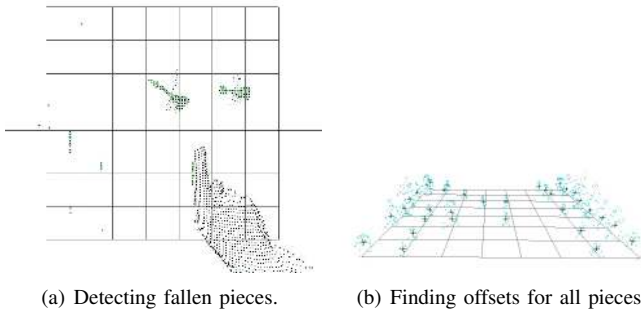 (a) Detecting fallen pieces.
(b) Finding offsets for all pieces